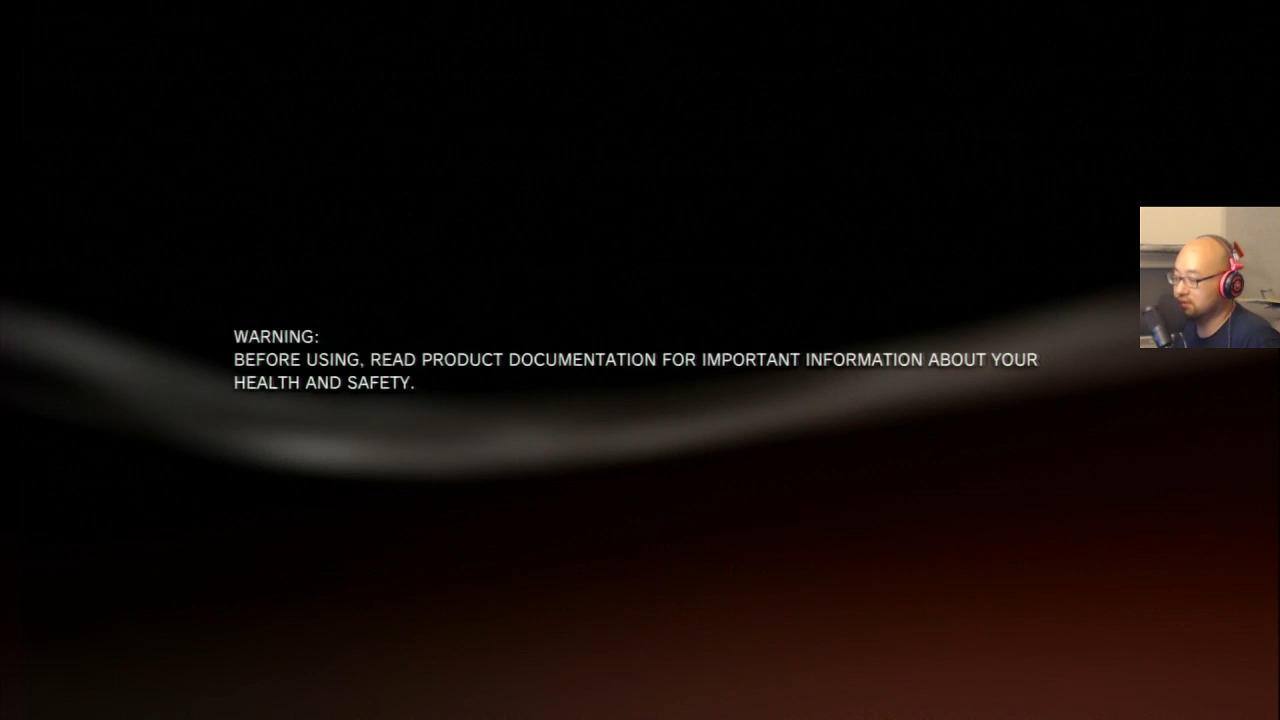 WARNING:
BEFORE USING, READ PRODUCT DOCUMENTATION FOR IMPORTANT INFORMATION ABOUT YOUR
HEALTH AND SAFETY.